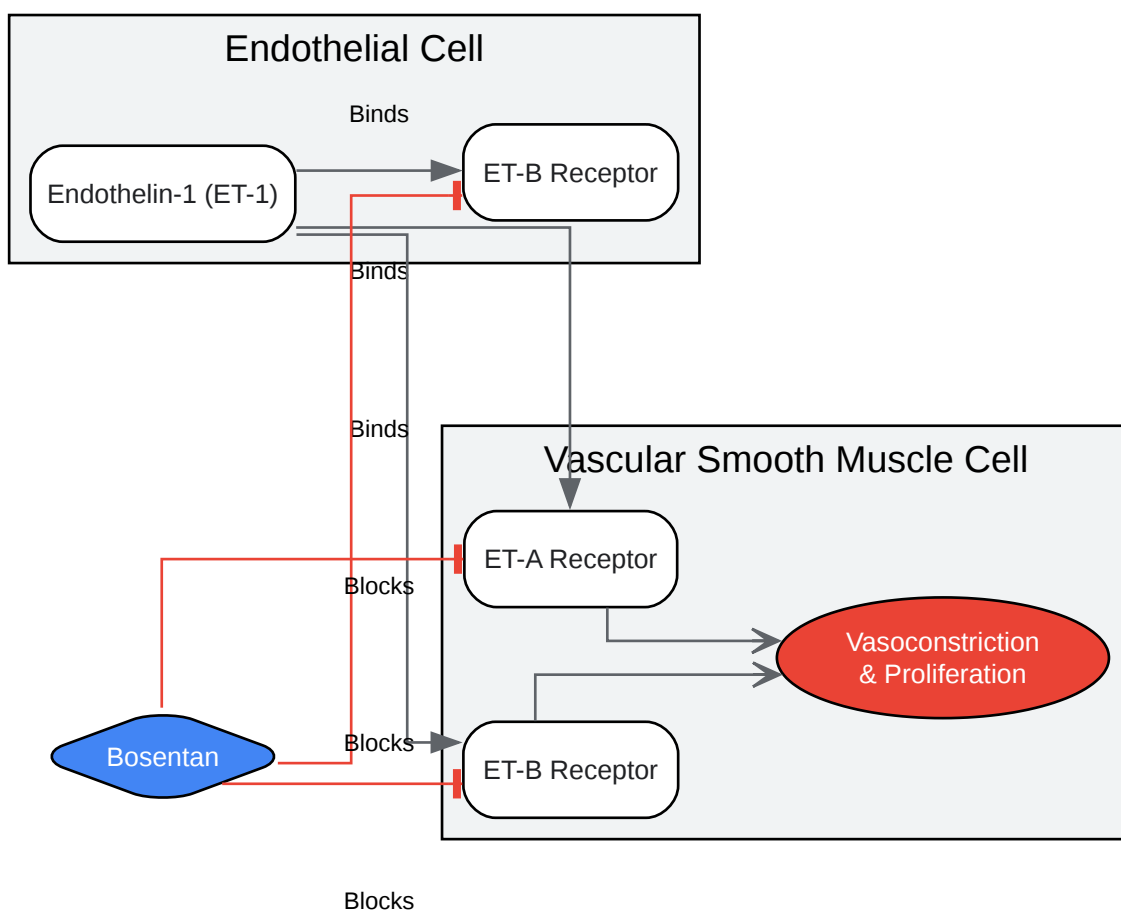 Endothelial Cell
Binds
Endothelin-1 (ET-1)
ET-B Receptor
Binds
Binds
Vascular Smooth Muscle Cell
ET-A Receptor
Blocks
Vasoconstriction
& Proliferation
Blocks
Bosentan
ET-B Receptor
Blocks